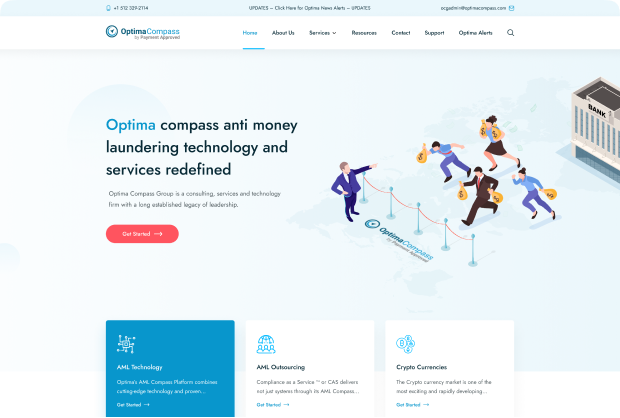 +1 512 329-2714
UPDATES – Click Here for Optima News Alerts – UPDATES
ocgadmin@optimacompass.com
OptimaCompass
by Payment Approved
Home
About Us
Services
Resources
Contact
Support
Optima Alerts
Optima compass anti money
laundering technology and
services redefined
Optima Compass Group is a consulting, services and technology
firm with a long established legacy of leadership.
Get Started
BANK
OptimaCompass
by Payment Approved
AML Technology
Optima's AML Compass Platform combines
cutting-edge technology and proven...
Get Started
AML Outsourcing
Compliance as a Service ™ or CAS delivers
not just systems through its AML Compass...
Get Started
Crypto Currencies
The Crypto currency market is one of the
most exciting and rapidly developing...
Get Started